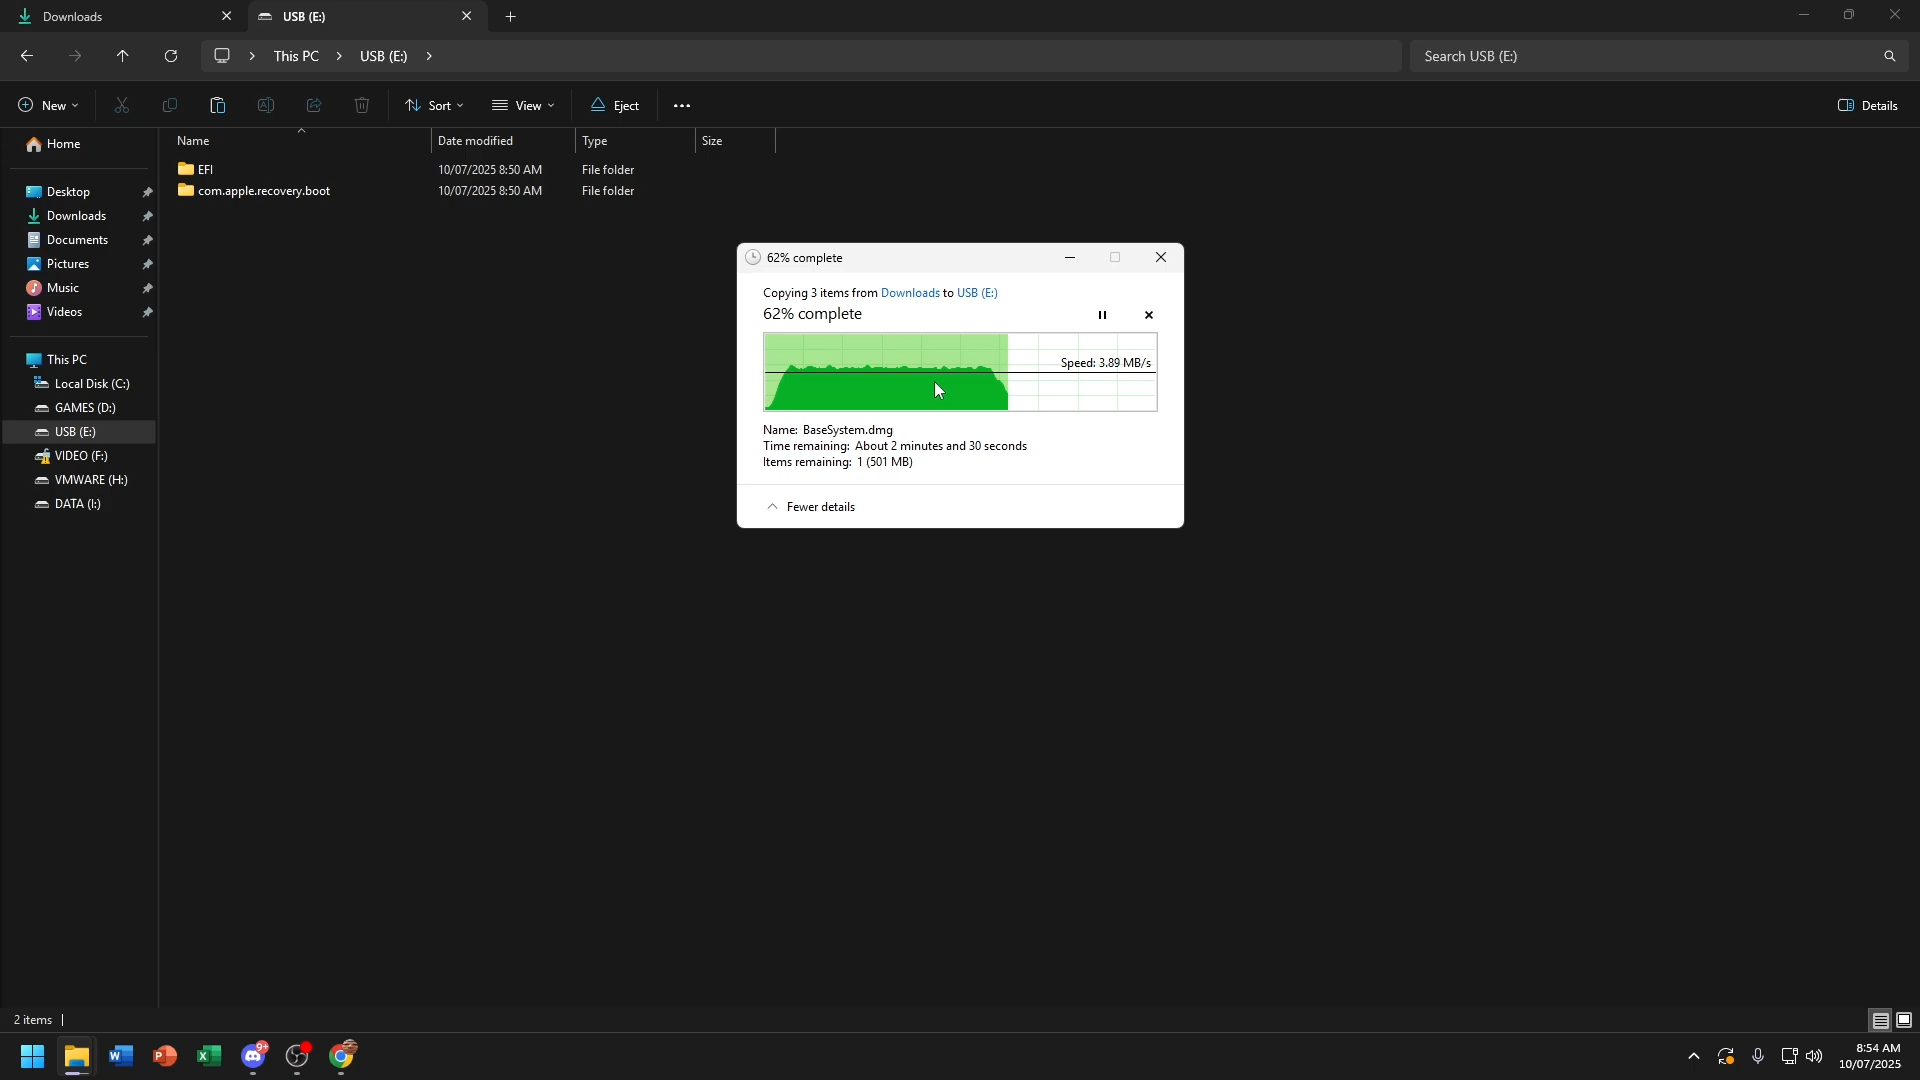 Downloads
USB (E:)
This PC
USB (E:)
Search USB (E:)
New
Sort
View
Eject
Details
Name
Date modified
Type
Size
EFI
10/07/2025 8:50 AM
File folder
com.apple.recovery.boot
10/07/2025 8:50 AM
File folder
Home
Desktop
Downloads
Documents
Pictures
Music
Videos
This PC
Local Disk (C:)
GAMES (D:)
USB (E:)
VIDEO (F:)
VMWARE (H:)
DATA (I:)
62% complete
Copying 3 items from Downloads to USB (E:)
62% complete
Speed: 3.89 MB/s
Name: BaseSystem.dmg
Time remaining: About 2 minutes and 30 seconds
Items remaining: 1 (501 MB)
Fewer details
2 items
W
P
X
9+
8:54 AM
10/07/2025